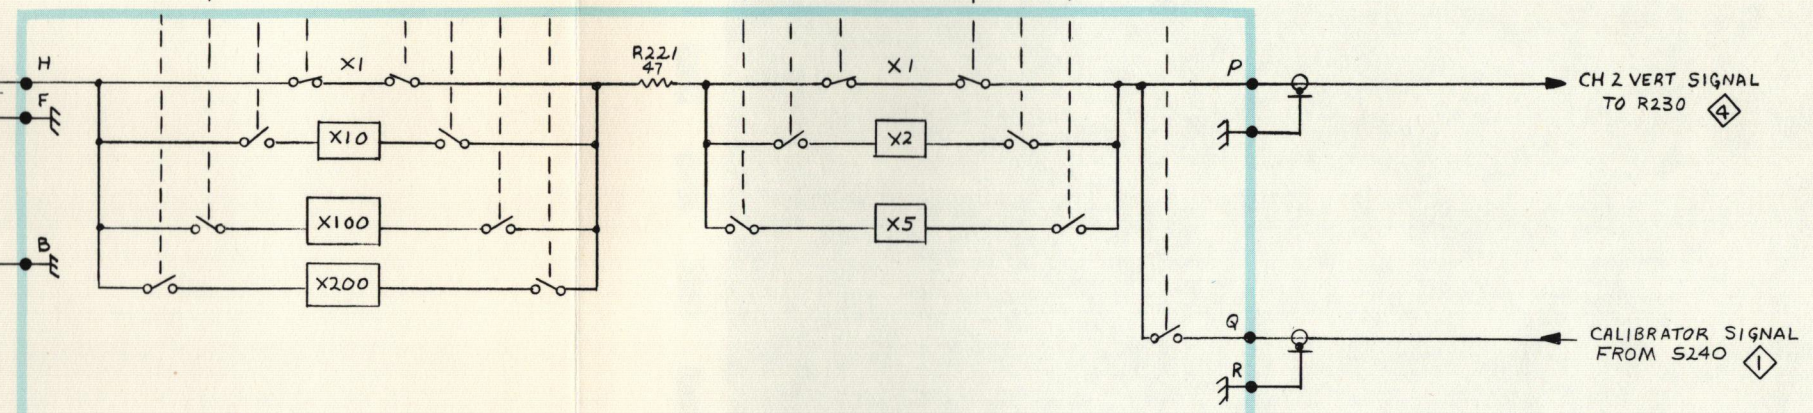 H
F
B
X1
X10
X100
X200
R221
47
X1
X2
X5
P
CH 2 VERT SIGNAL
TO R230 4
Q
R
CALIBRATOR SIGNAL
FROM S240 1